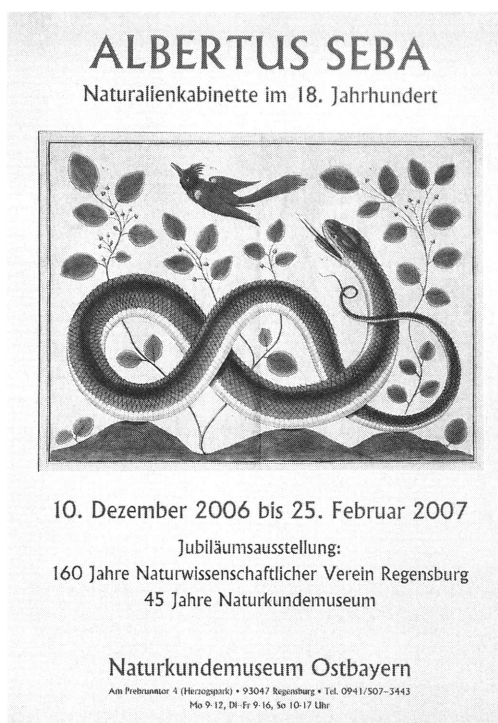 ALBERTUS SEBA
Naturalienkabinette im 18. Jahrhundert
10. Dezember 2006 bis 25. Februar 2007
Jubiläumsausstellung:
160 Jahre Naturwissenschaftlicher Verein Regensburg
45 Jahre Naturkundemuseum
Naturkundemuseum Ostbayern
Am Prebrunntor 4 (Herzogspark) • 93047 Regensburg • Tel. 0941/507-3443
Mo 9-12, Di-Fr 9-16, So 10-17 Uhr